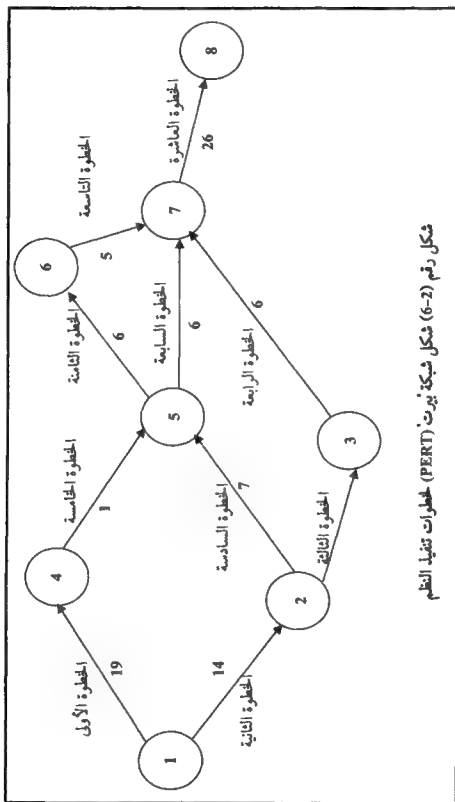 1
الخطوة الأولى
19
الخطوة الثانية
14
4
2
الخطوة الخامسة
1
الخطوة السادسة
7
الخطوة الثالثة
5
3
الخطوة الثامنة
6
الخطوة السابعة
6
الخطوة الرابعة
6
6
الخطوة التاسعة
5
7
الخطوة العاشرة
26
8
شكل رقم (2-6) شكل شبكة بيرت (PERT) خطوات تنفيذ النظم